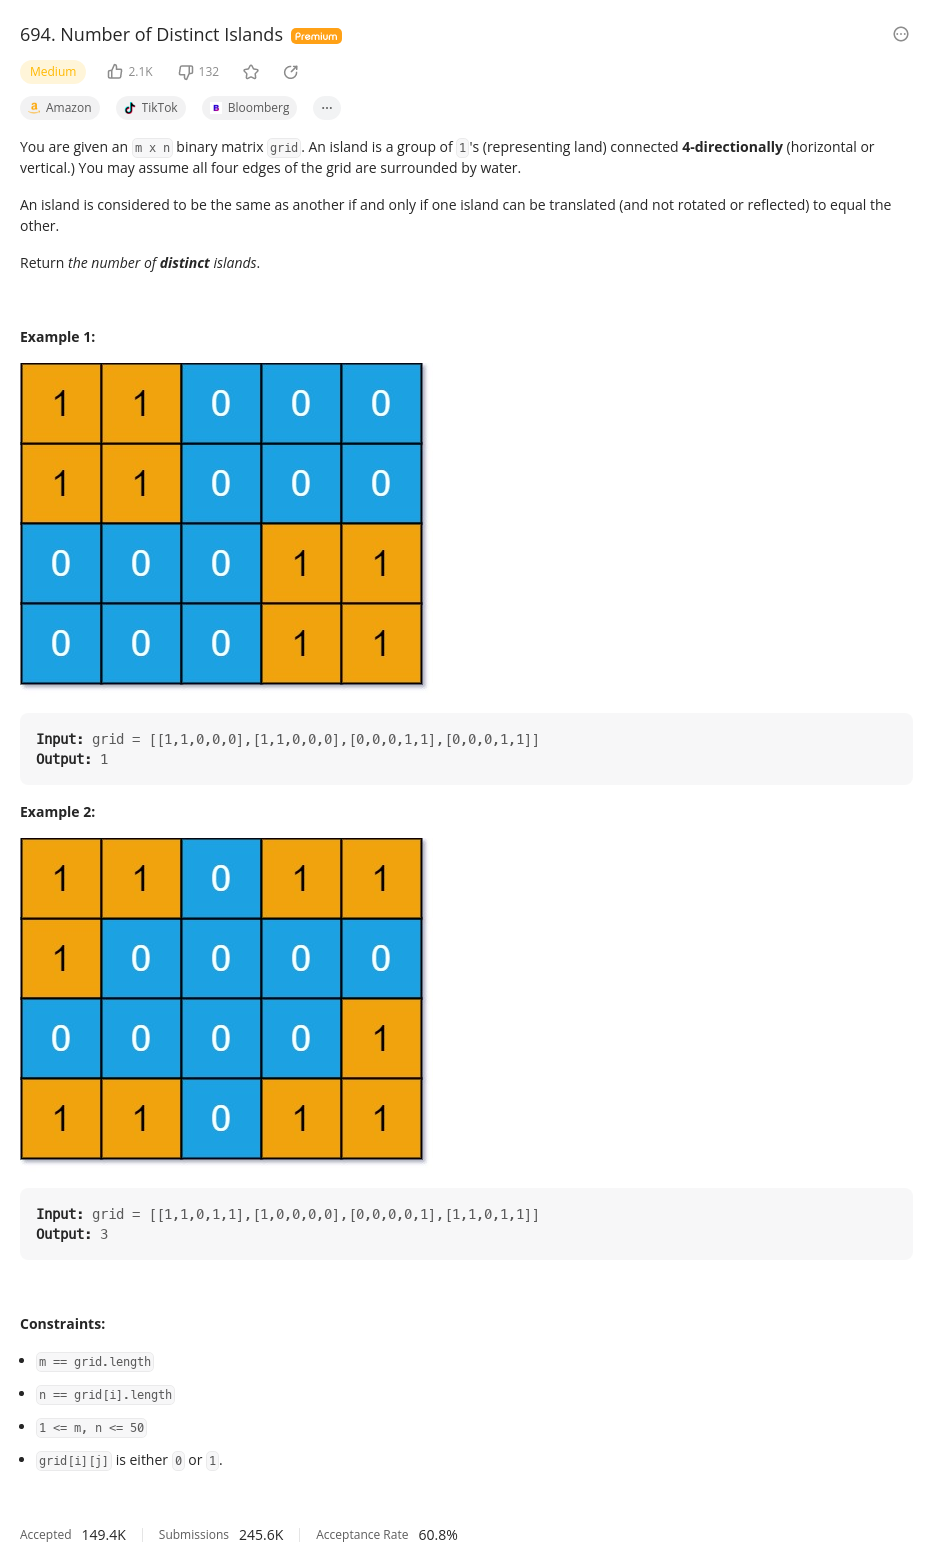 694. Number of Distinct Islands Premium
Medium 2.1K 132
Amazon TikTok B Bloomberg ...
You are given an m x n binary matrix grid. An island is a group of 1's (representing land) connected 4-directionally (horizontal or
vertical.) You may assume all four edges of the grid are surrounded by water.
An island is considered to be the same as another if and only if one island can be translated (and not rotated or reflected) to equal the
other.
Return the number of distinct islands.
Example 1:
1 1 0 0 0
1 1 0 0 0
0 0 0 1 1
0 0 0 1 1
Input: grid = [[1,1,0,0,0],[1,1,0,0,0],[0,0,0,1,1],[0,0,0,1,1]]
Output: 1
Example 2:
1 1 0 1 1
1 0 0 0 0
0 0 0 0 1
1 1 0 1 1
Input: grid = [[1,1,0,1,1],[1,0,0,0,0],[0,0,0,0,1],[1,1,0,1,1]]
Output: 3
Constraints:
• m == grid.length
• n == grid[i].length
• 1 <= m, n <= 50
• grid[i][j] is either 0 or 1.
Accepted 149.4K Submissions 245.6K Acceptance Rate 60.8%